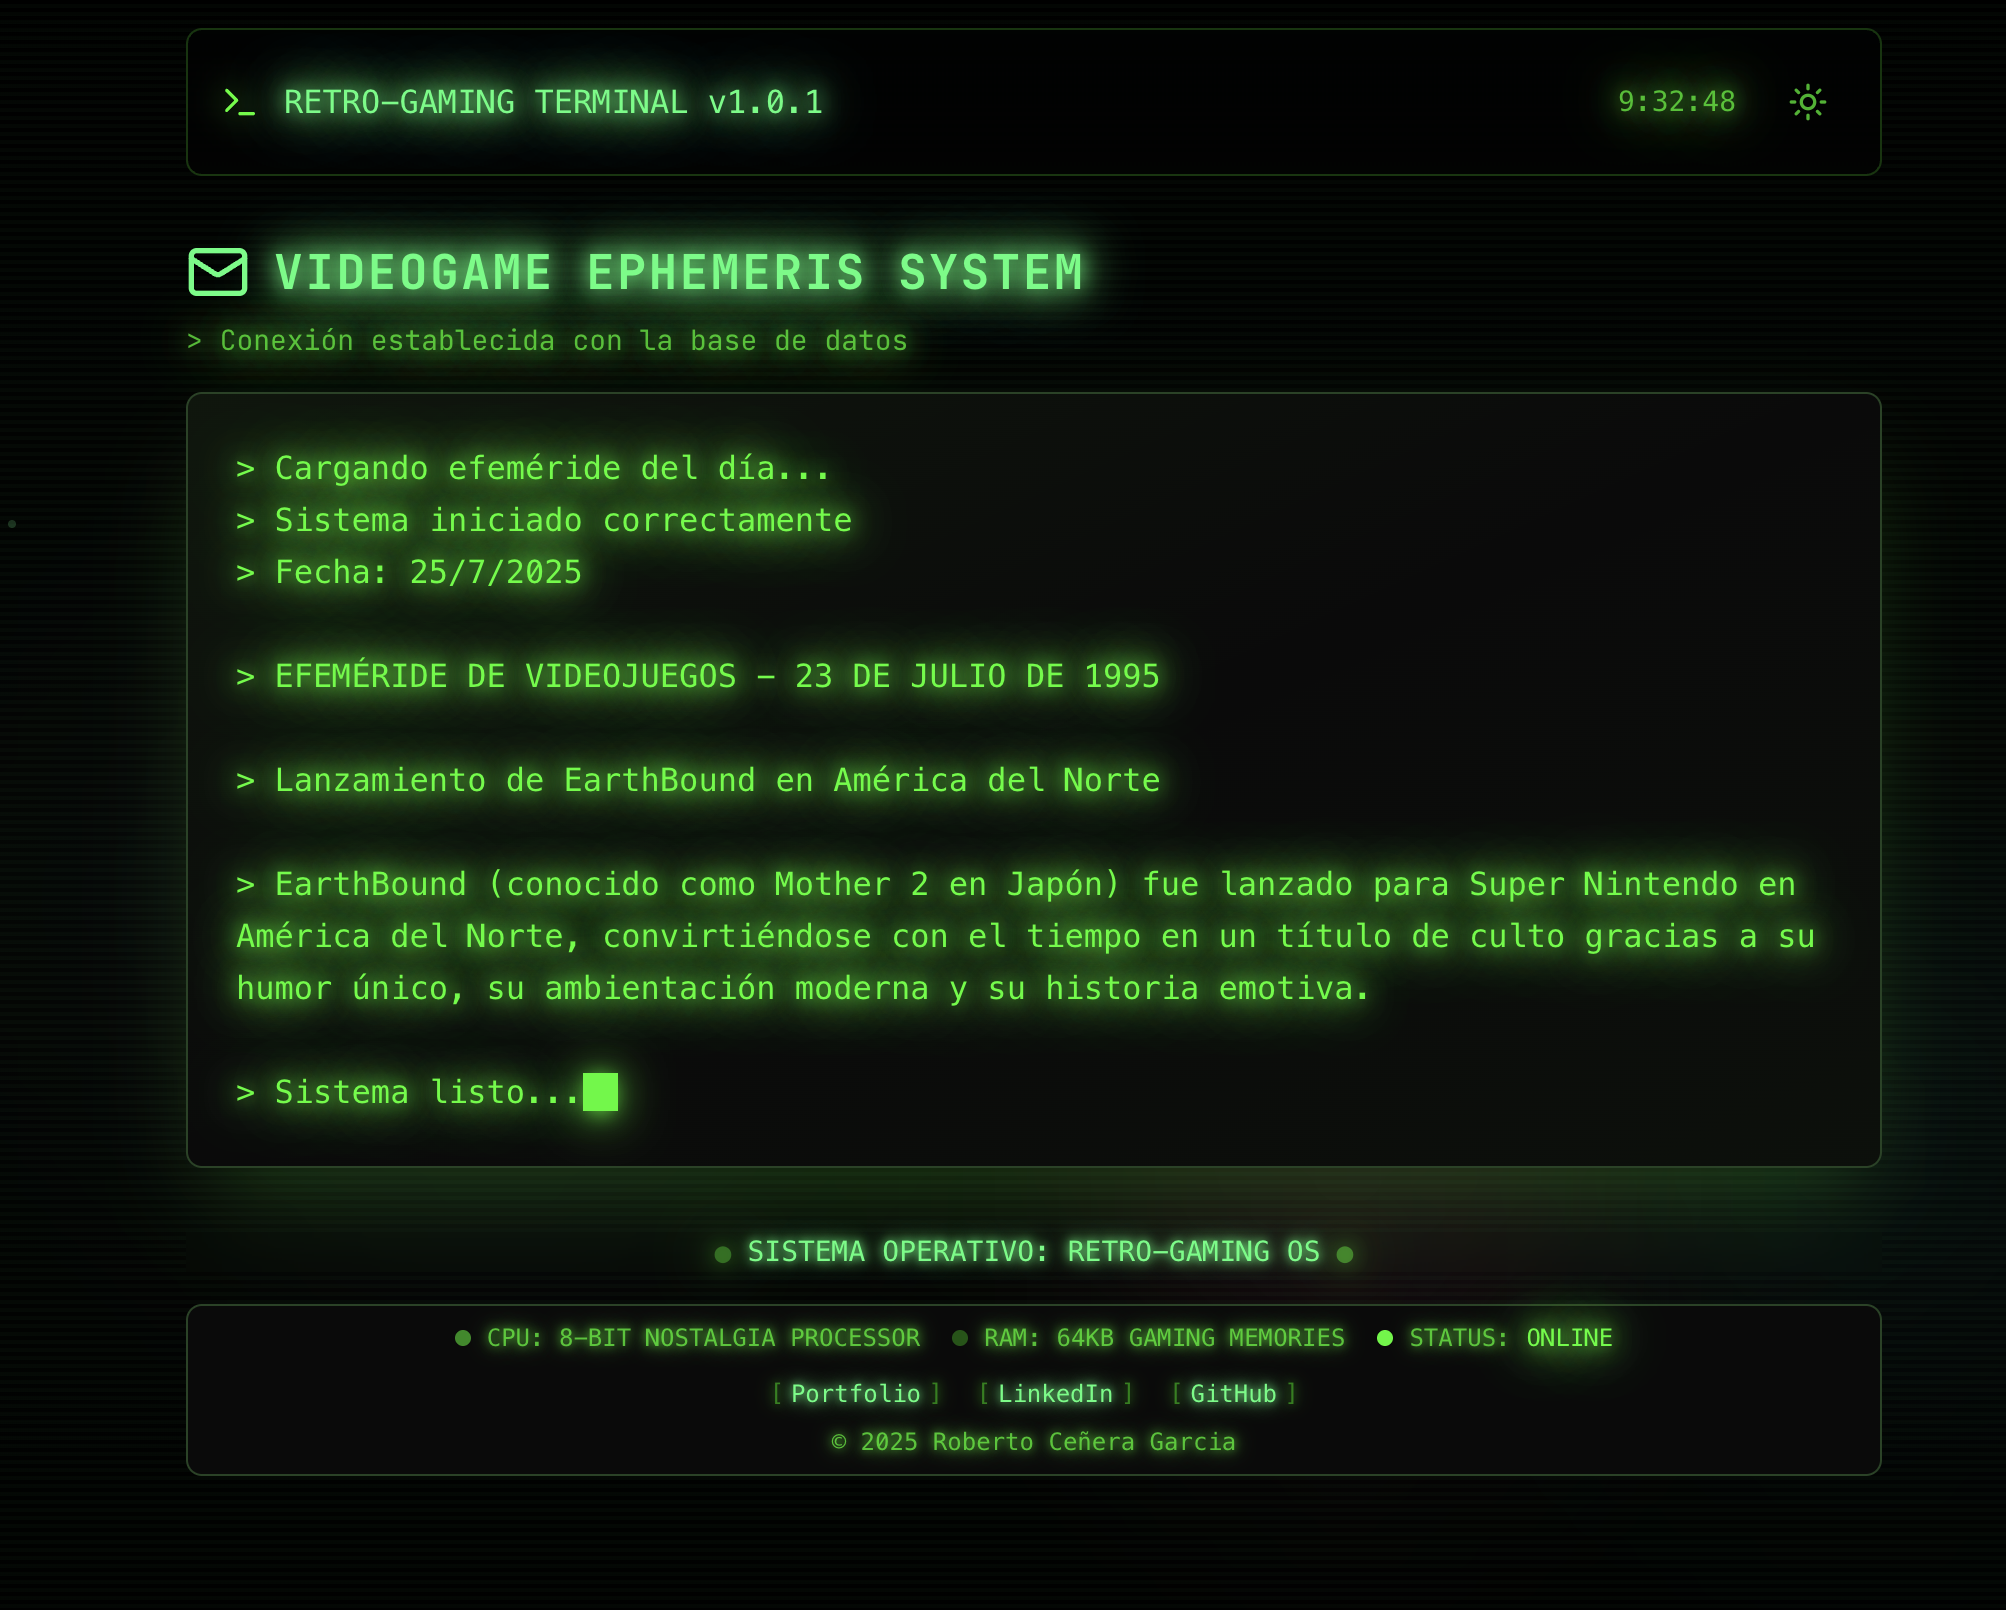 >_ RETRO-GAMING TERMINAL v1.0.1
9:32:48
VIDEOGAME EPHEMERIS SYSTEM
> Conexión establecida con la base de datos
> Cargando efeméride del día...
> Sistema iniciado correctamente
> Fecha: 25/7/2025
> EFEMÉRIDE DE VIDEOJUEGOS – 23 DE JULIO DE 1995
> Lanzamiento de EarthBound en América del Norte
> EarthBound (conocido como Mother 2 en Japón) fue lanzado para Super Nintendo en
América del Norte, convirtiéndose con el tiempo en un título de culto gracias a su
humor único, su ambientación moderna y su historia emotiva.
> Sistema listo...
SISTEMA OPERATIVO: RETRO-GAMING OS
CPU: 8-BIT NOSTALGIA PROCESSOR RAM: 64KB GAMING MEMORIES STATUS: ONLINE
[ Portfolio ] [ LinkedIn ] [ GitHub ]
© 2025 Roberto Ceñera Garcia